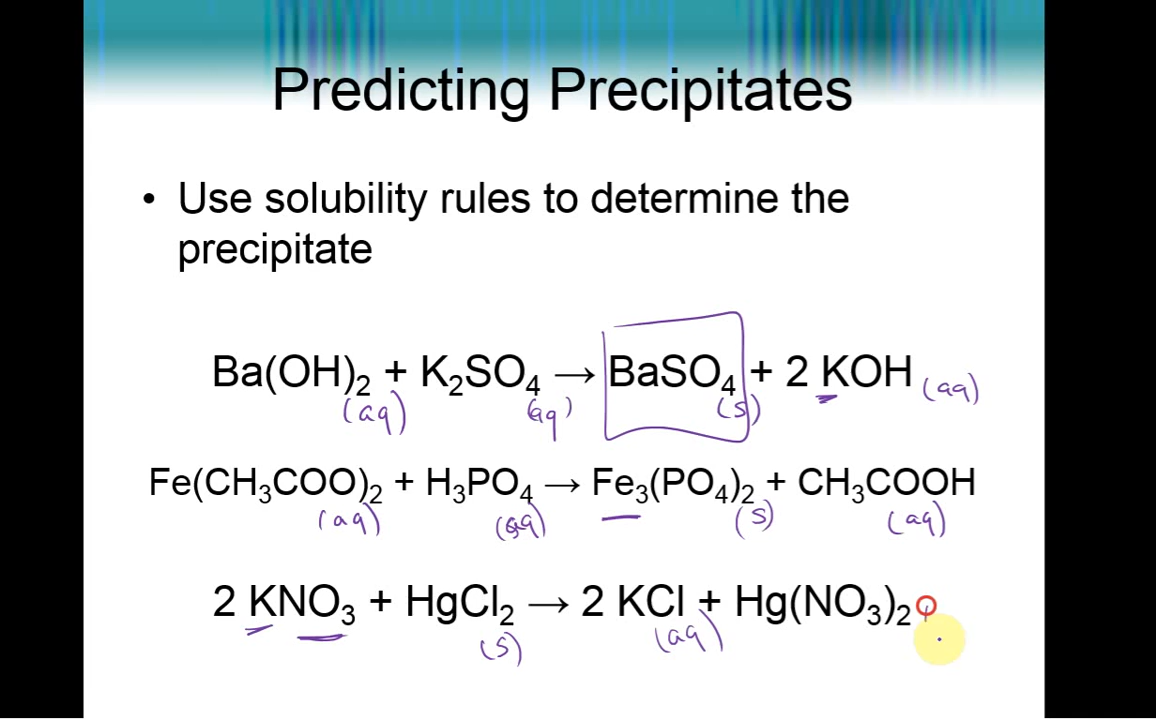 Predicting Precipitates
• Use solubility rules to determine the
precipitate
Ba(OH)₂ + K₂SO₄ → BaSO₄ + 2 KOH (aq)
(aq) (aq) (s)
Fe(CH₃COO)₂ + H₃PO₄ → Fe₃(PO₄)₂ + CH₃COOH
(aq) (aq) (s) (aq)
2 KNO₃ + HgCl₂ → 2 KCl + Hg(NO₃)₂
(s) (aq)